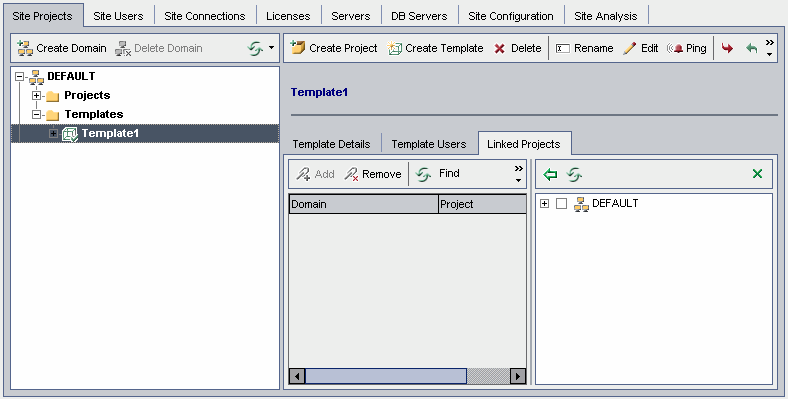 Site Projects Site Users Site Connections Licenses Servers DB Servers Site Configuration Site Analysis
Create Domain Delete Domain
Create Project Create Template Delete Rename Edit Ping
DEFAULT
Projects
Templates
Template1
Template1
Template Details Template Users Linked Projects
Add Remove Find
Domain Project
DEFAULT